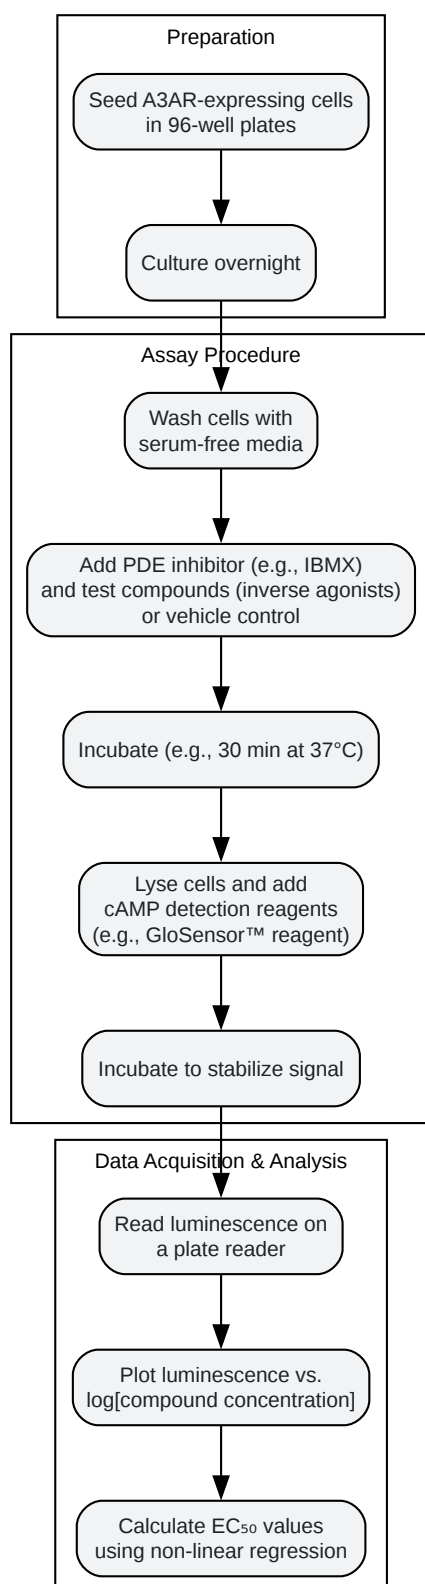 Preparation
Seed A3AR-expressing cells
in 96-well plates
Culture overnight
Assay Procedure
Wash cells with
serum-free media
Add PDE inhibitor (e.g., IBMX)
and test compounds (inverse agonists)
or vehicle control
Incubate (e.g., 30 min at 37°C)
Lyse cells and add
cAMP detection reagents
(e.g., GloSensor™ reagent)
Incubate to stabilize signal
Data Acquisition & Analysis
Read luminescence on
a plate reader
Plot luminescence vs.
log[compound concentration]
Calculate EC₅₀ values
using non-linear regression